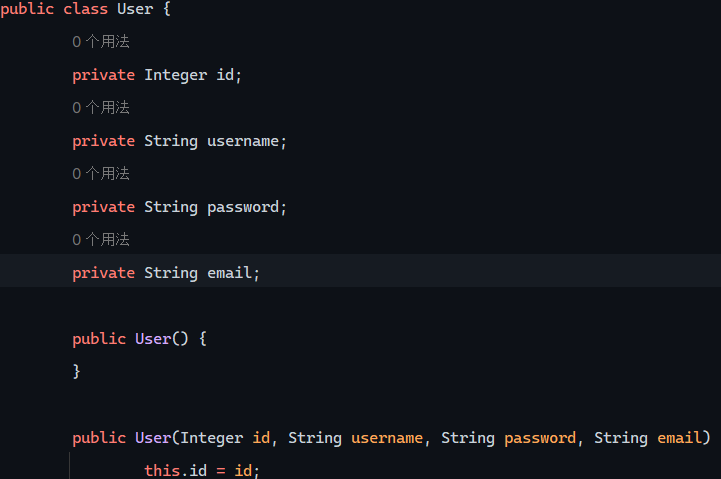 public class User {
0 个用法
private Integer id;
0 个用法
private String username;
0 个用法
private String password;
0 个用法
private String email;
public User() {
}
public User(Integer id, String username, String password, String email)
this.id = id;